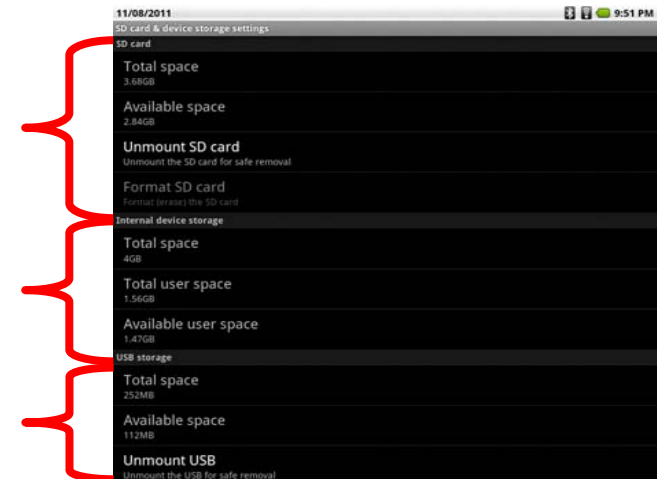 11/08/2011 9:51 PM
SD card & device storage settings
SD card
Total space
3.68GB
Available space
2.84GB
Unmount SD card
Unmount the SD card for safe removal
Format SD card
Format (erase) the SD card
Internal device storage
Total space
4GB
Total user space
1.56GB
Available user space
1.47GB
USB storage
Total space
252MB
Available space
112MB
Unmount USB
Unmount the USB for safe removal